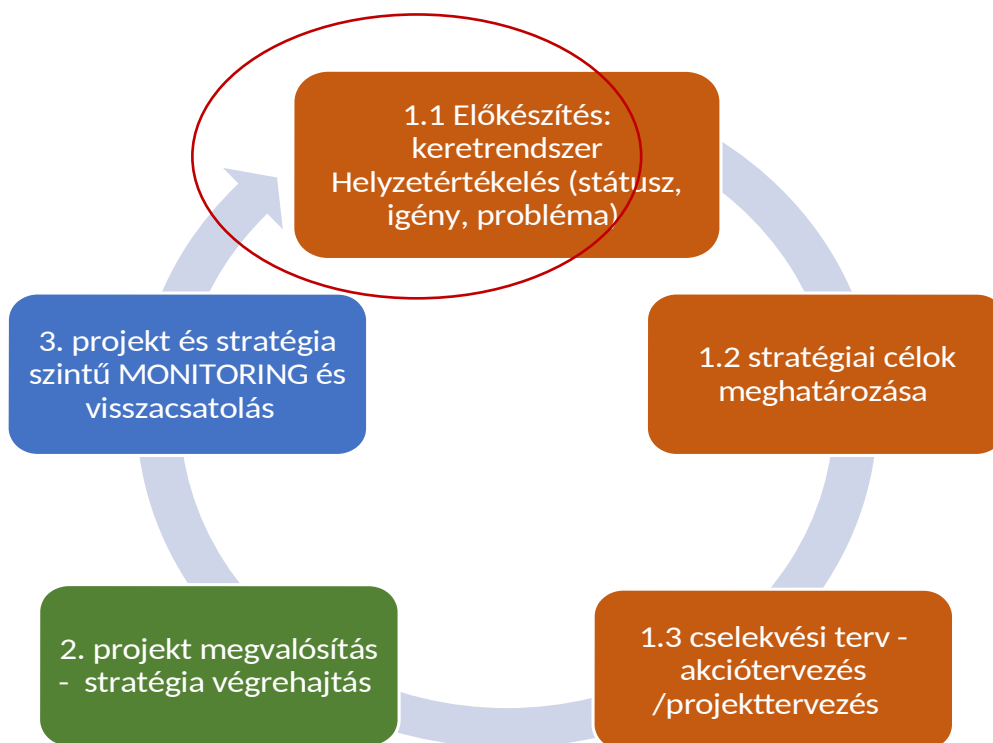 1.1 Előkészítés:
keretrendszer
Helyzetértékelés (státusz,
igény, probléma)
1.2 stratégiai célok
meghatározása
1.3 cselekvési terv -
akciótervezés
/projekttervezés
2. projekt megvalósítás
- stratégia végrehajtás
3. projekt és stratégia
szintű MONITORING és
visszacsatolás